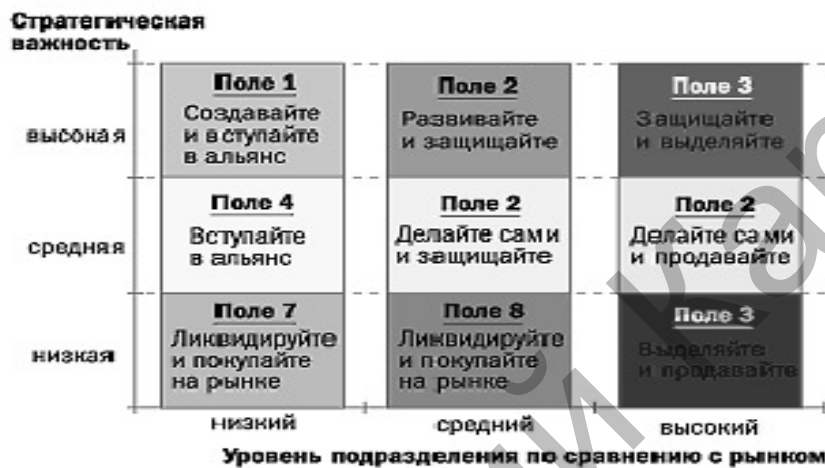 Стратегическая
важность
высокая
Поле 1
Создавайте
и вступайте
в альянс
Поле 2
Развивайте
и защищайте
Поле 3
Защищайте
и выделяйте
средняя
Поле 4
Вступайте
в альянс
Поле 2
Делайте сами
и защищайте
Поле 2
Делайте сами
и продавайте
низкая
Поле 7
Ликвидируйте
и покупайте
на рынке
Поле 8
Ликвидируйте
и покупайте
на рынке
Поле 3
Выделяйте
и продавайте
низкий
средний
высокий
Уровень подразделения по сравнению с рынком